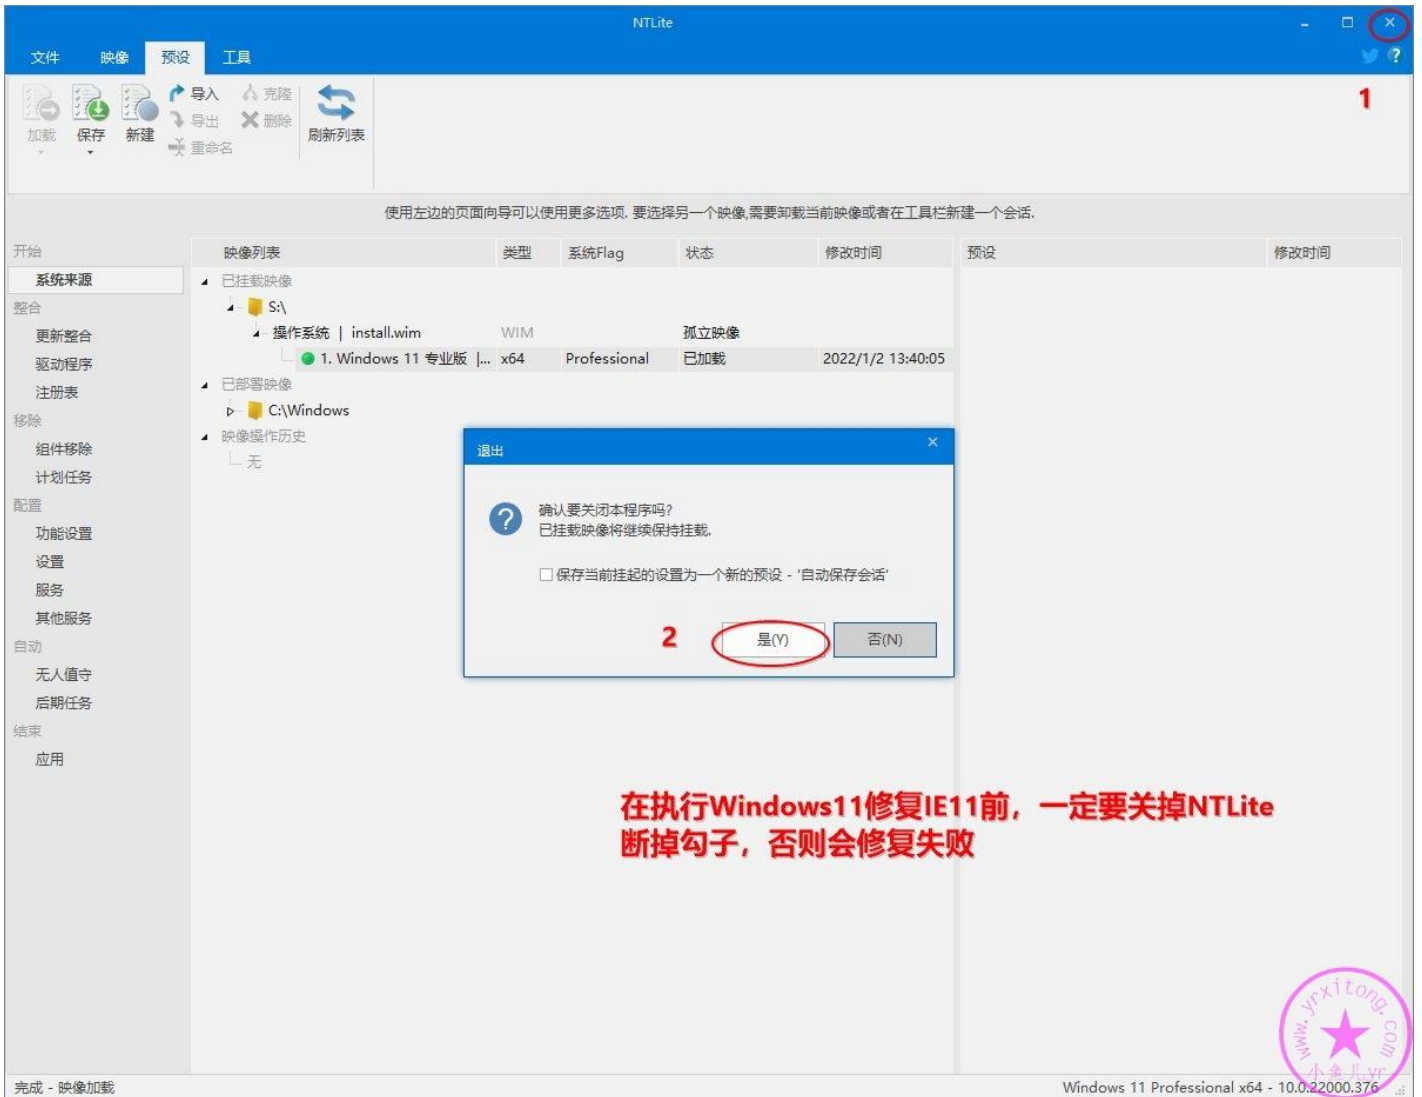 NTLite
文件 映像 预设 工具
1
加载 保存 新建 导入 克隆 刷新列表
导出 删除
重命名
使用左边的页面向导可以使用更多选项. 要选择另一个映像,需要卸载当前映像或者在工具栏新建一个会话.
开始
系统来源
整合
更新整合
驱动程序
注册表
移除
组件移除
计划任务
配置
功能设置
设置
服务
其他服务
自动
无人值守
后期任务
结束
应用
映像列表 类型 系统Flag 状态 修改时间 预设 修改时间
已挂载映像
S:\
操作系统 | install.wim WIM 孤立映像
1. Windows 11 专业版 |... x64 Professional 已加载 2022/1/2 13:40:05
已部署映像
C:\Windows
映像操作历史
无
退出
确认要关闭本程序吗?
已挂载映像将继续保持挂载.
保存当前挂起的设置为一个新的预设 - '自动保存会话'
2 是(Y) 否(N)
在执行Windows11修复IE11前，一定要关掉NTLite
断掉勾子，否则会修复失败
www.yrxitong.com
小鱼儿yr
完成 - 映像加载 Windows 11 Professional x64 - 10.0.22000.376